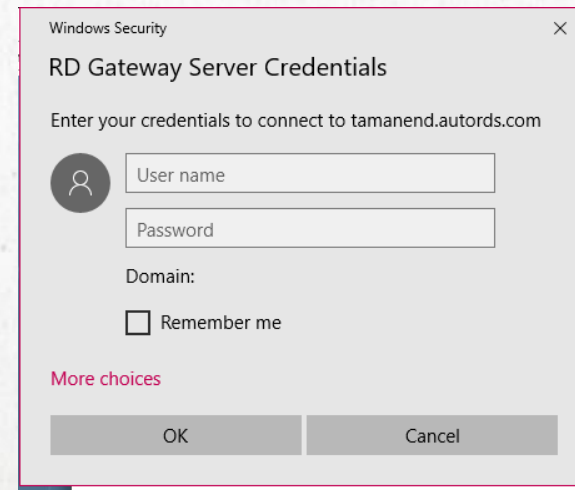 Windows Security
RD Gateway Server Credentials
Enter your credentials to connect to tamanend.autords.com
User name
Password
Domain:
Remember me
More choices
OK
Cancel